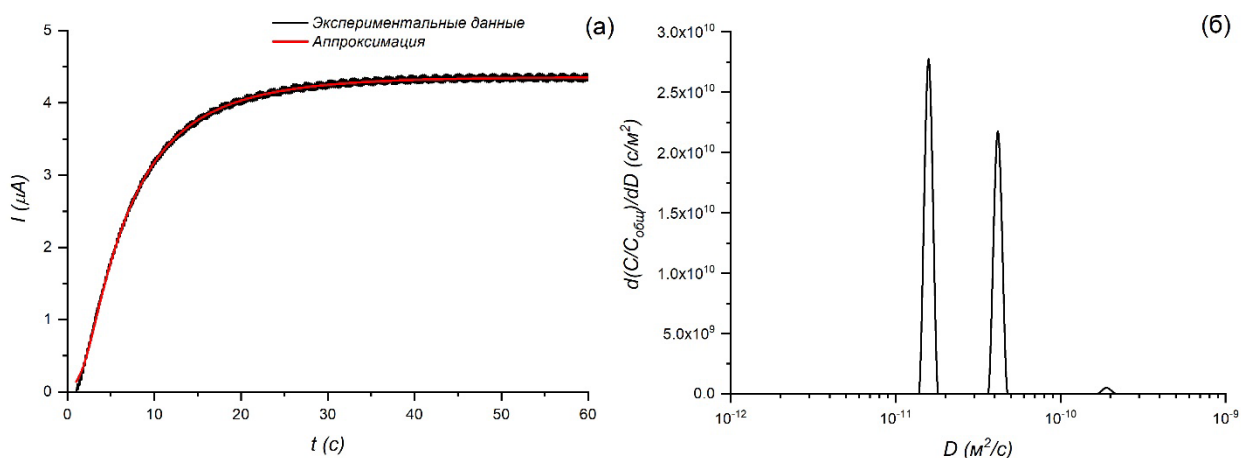 Экспериментальные данные
Аппроксимация
(а)
5
4
3
2
1
0
0
10
20
30
40
50
60
I (μA)
t (с)
(б)
3.0x10¹⁰
2.5x10¹⁰
2.0x10¹⁰
1.5x10¹⁰
1.0x10¹⁰
5.0x10⁹
0.0
10⁻¹²
10⁻¹¹
10⁻¹⁰
10⁻⁹
d(C/Cобщ)/dD (с/м²)
D (м²/с)